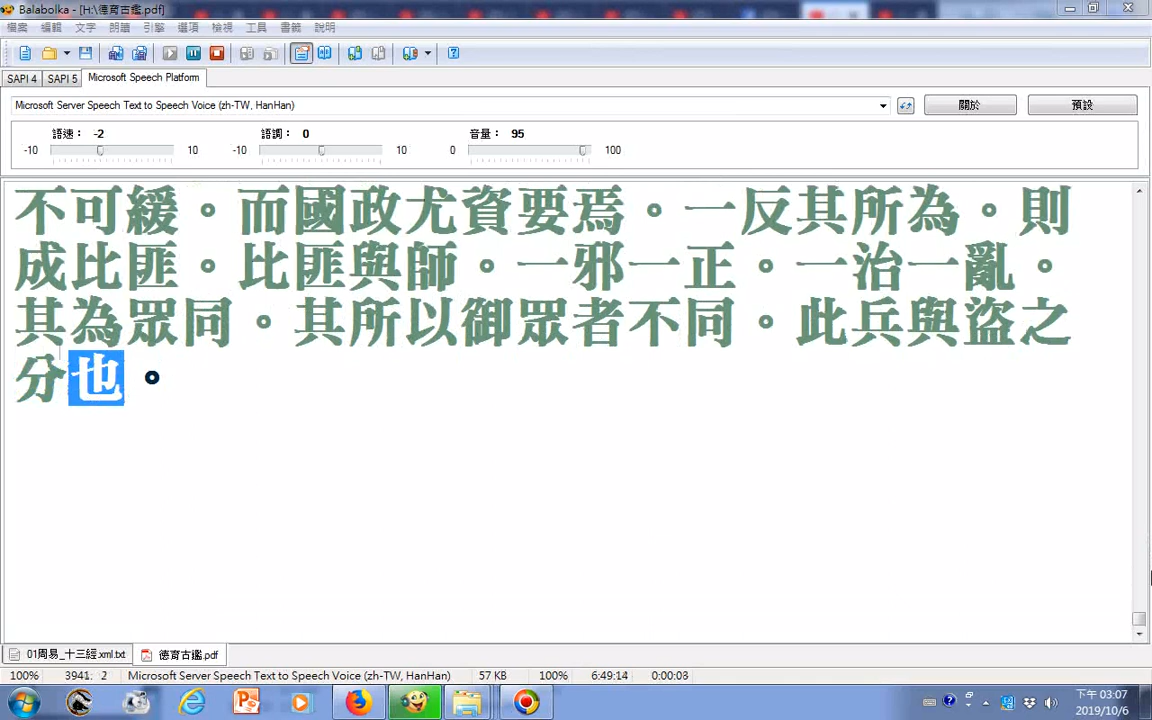 Balabolka - [H:\德育古鑑.pdf]
檔案 編輯 文字 朗讀 引擎 選項 檢視 工具 書籤 說明
SAPI 4 SAPI 5 Microsoft Speech Platform
Microsoft Server Speech Text to Speech Voice (zh-TW, HanHan) 關於 預設
語速： -2 語調： 0 音量： 95
-10 10 -10 10 0 100
不可緩。而國政尤資要焉。一反其所為。則
成比匪。比匪與師。一邪一正。一治一亂。
其為眾同。其所以御眾者不同。此兵與盜之
分也。
01周易_十三經.xml.txt 德育古鑑.pdf
100% 3941: 2 Microsoft Server Speech Text to Speech Voice (zh-TW, HanHan) 57 KB 100% 6:49:14 0:00:03
下午 03:07
2019/10/6